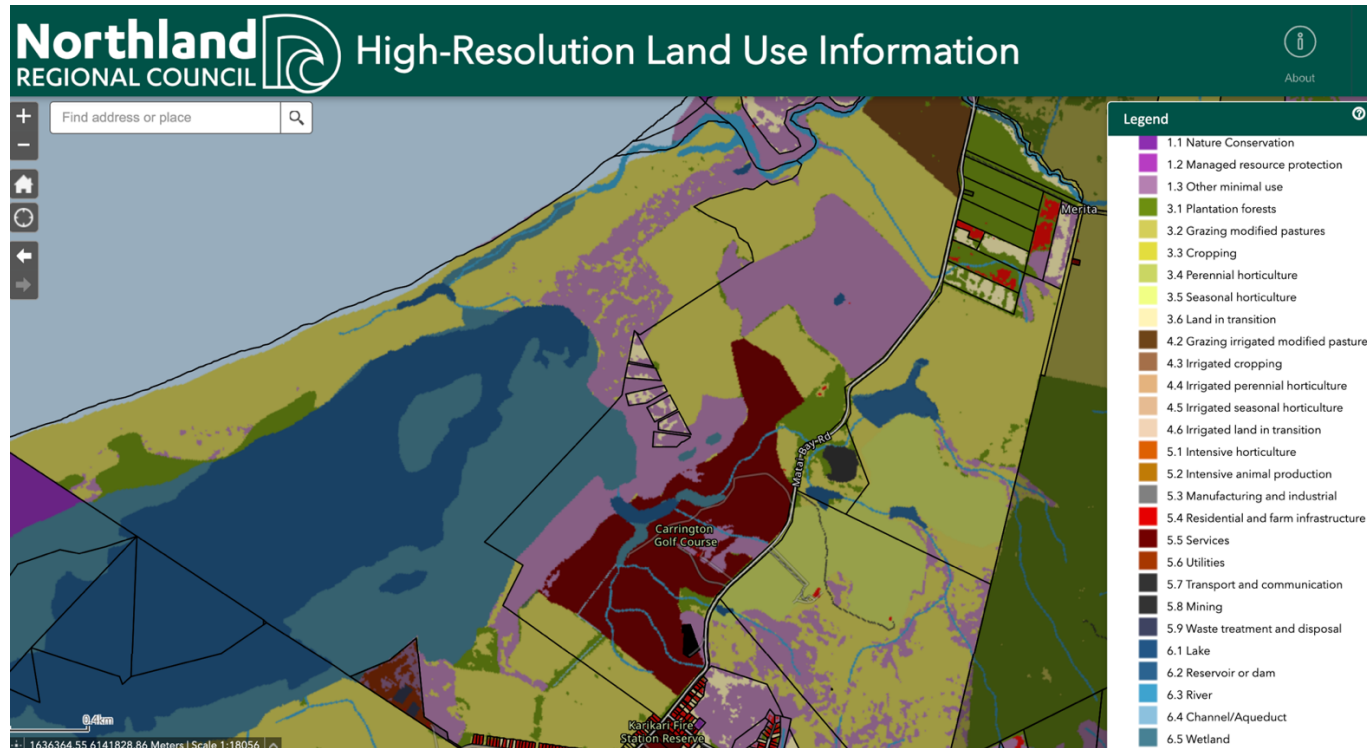 Northland
REGIONAL COUNCIL
High-Resolution Land Use Information
About
Find address or place
Legend
1.1 Nature Conservation
1.2 Managed resource protection
1.3 Other minimal use
3.1 Plantation forests
3.2 Grazing modified pastures
3.3 Cropping
3.4 Perennial horticulture
3.5 Seasonal horticulture
3.6 Land in transition
4.2 Grazing irrigated modified pasture
4.3 Irrigated cropping
4.4 Irrigated perennial horticulture
4.5 Irrigated seasonal horticulture
4.6 Irrigated land in transition
5.1 Intensive horticulture
5.2 Intensive animal production
5.3 Manufacturing and industrial
5.4 Residential and farm infrastructure
5.5 Services
5.6 Utilities
5.7 Transport and communication
5.8 Mining
5.9 Waste treatment and disposal
6.1 Lake
6.2 Reservoir or dam
6.3 River
6.4 Channel/Aqueduct
6.5 Wetland
Merita
Matai Bay Rd
Carrington
Golf Course
Karikari Fire
Station Reserve
0.4km
1636364.55 6141828.86 Meters | Scale 1:18056